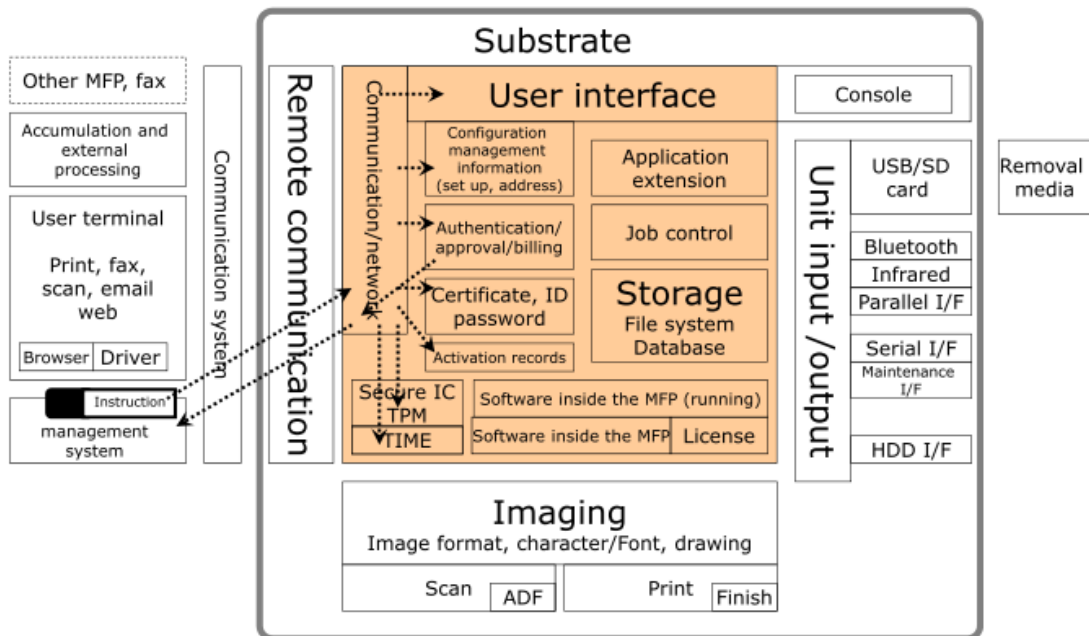 Substrate
Other MFP, fax
Accumulation and
external
processing
User terminal
Print, fax,
scan, email
web
Browser
Driver
Instruction
management
system
Communication system
Remote communication
Communication/network
User interface
Console
Configuration
management
information
(set up, address)
Application
extension
Authentication/
approval/billing
Job control
Certificate, ID
password
Storage
File system
Database
Activation records
Secure IC
TPM
TIME
Software inside the MFP (running)
Software inside the MFP
License
Unit input /output
USB/SD
card
Bluetooth
Infrared
Parallel I/F
Serial I/F
Maintenance
I/F
HDD I/F
Removal
media
Imaging
Image format, character/Font, drawing
Scan
ADF
Print
Finish